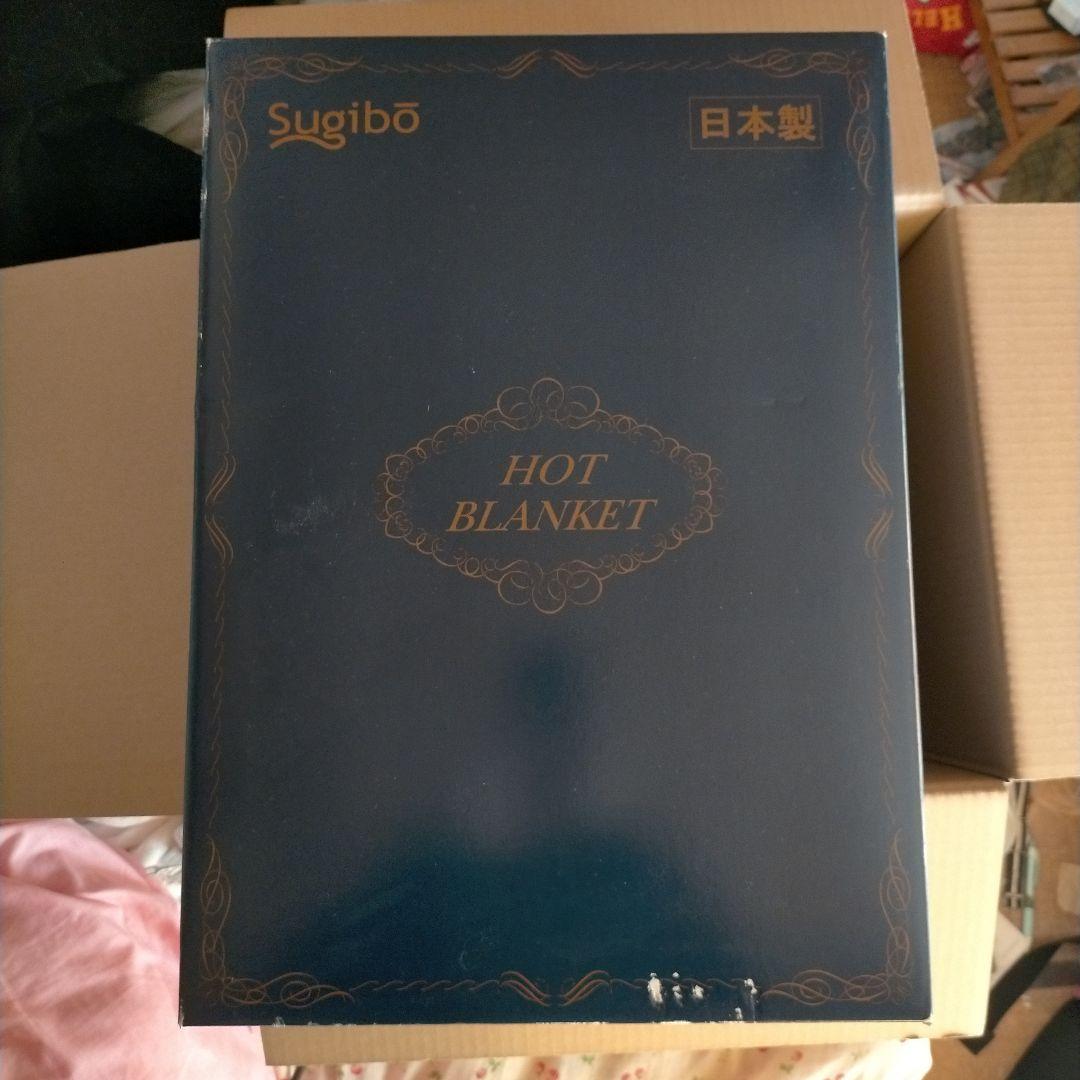 Sugibō
日本製
HOT
BLANKET